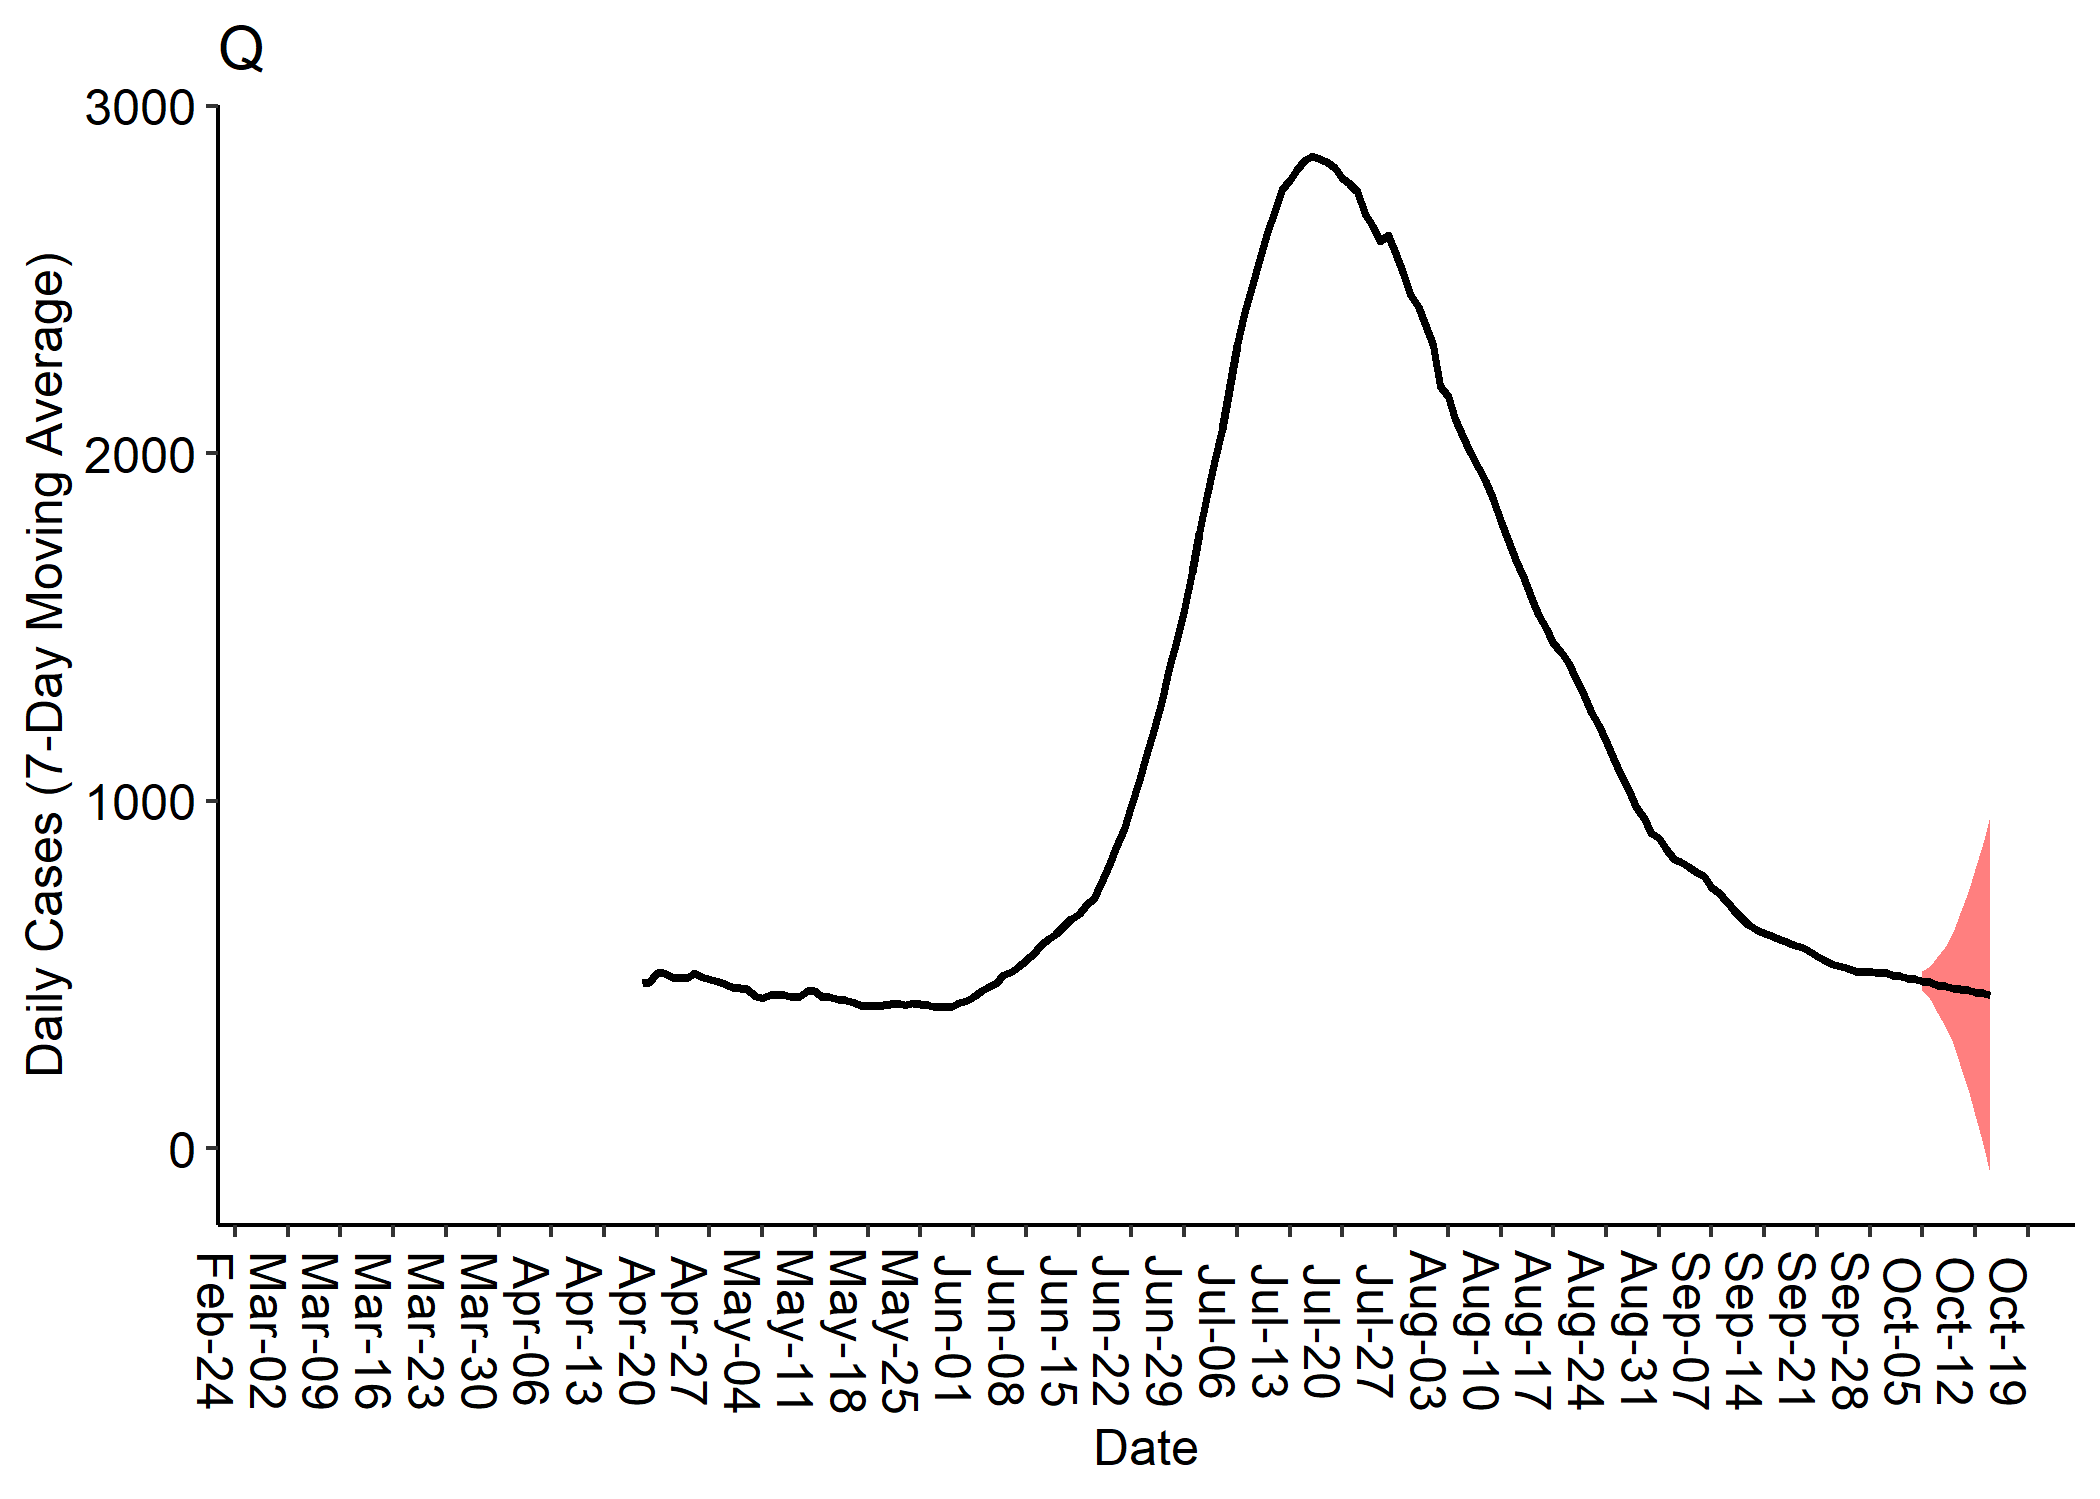 Q
Daily Cases (7-Day Moving Average)
3000
2000
1000
0
Feb-24
Mar-02
Mar-09
Mar-16
Mar-23
Mar-30
Apr-06
Apr-13
Apr-20
Apr-27
May-04
May-11
May-18
May-25
Jun-01
Jun-08
Jun-15
Jun-22
Jun-29
Jul-06
Jul-13
Jul-20
Jul-27
Aug-03
Aug-10
Aug-17
Aug-24
Aug-31
Sep-07
Sep-14
Sep-21
Sep-28
Oct-05
Oct-12
Oct-19
Date